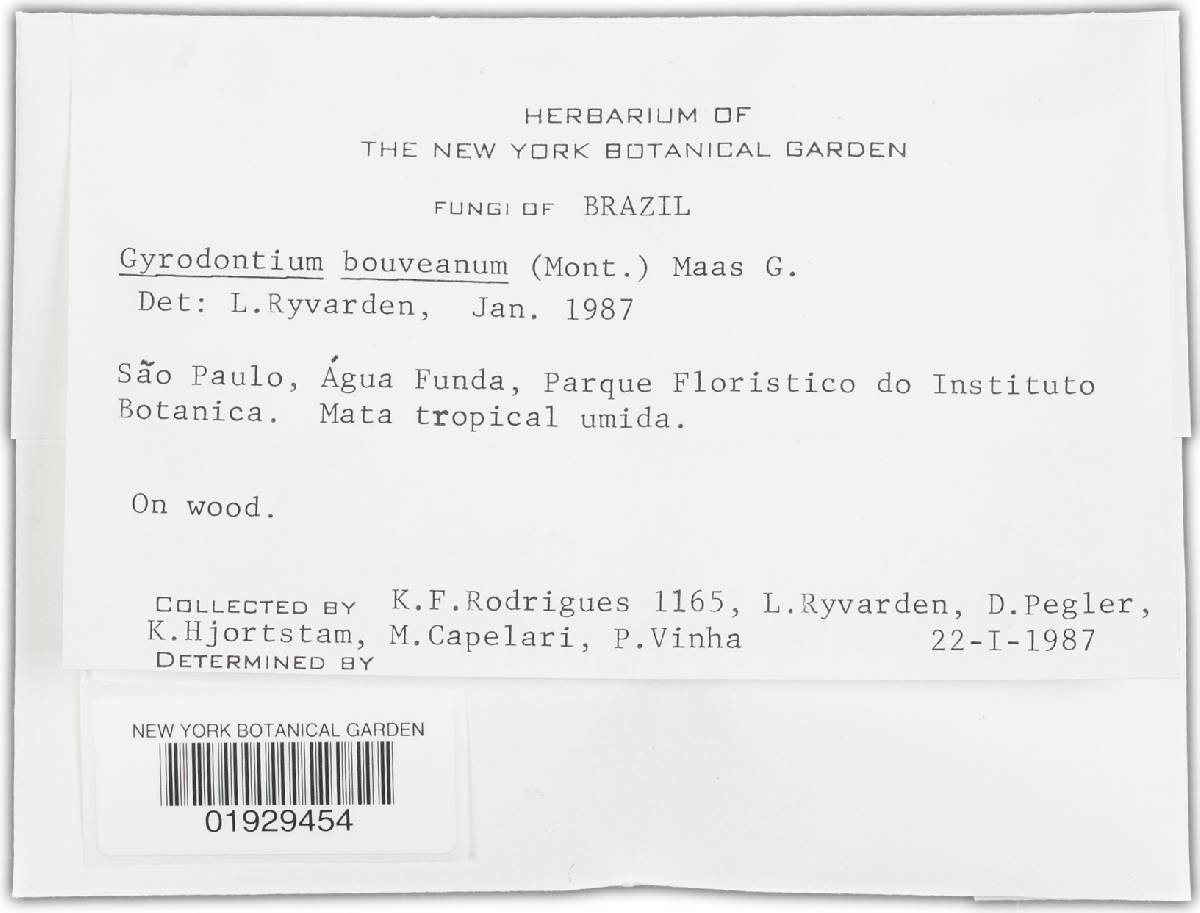 HERBARIUM OF
THE NEW YORK BOTANICAL GARDEN
FUNGI OF BRAZIL
Gyrodontium bouveanum (Mont.) Maas G.
Det: L.Ryvarden, Jan. 1987
São Paulo, Água Funda, Parque Floristico do Instituto
Botanica. Mata tropical umida.
On wood.
COLLECTED BY K.F.Rodrigues 1165, L.Ryvarden, D.Pegler,
K.Hjortstam, M.Capelari, P.Vinha 22-I-1987
DETERMINED BY
NEW YORK BOTANICAL GARDEN
01929454